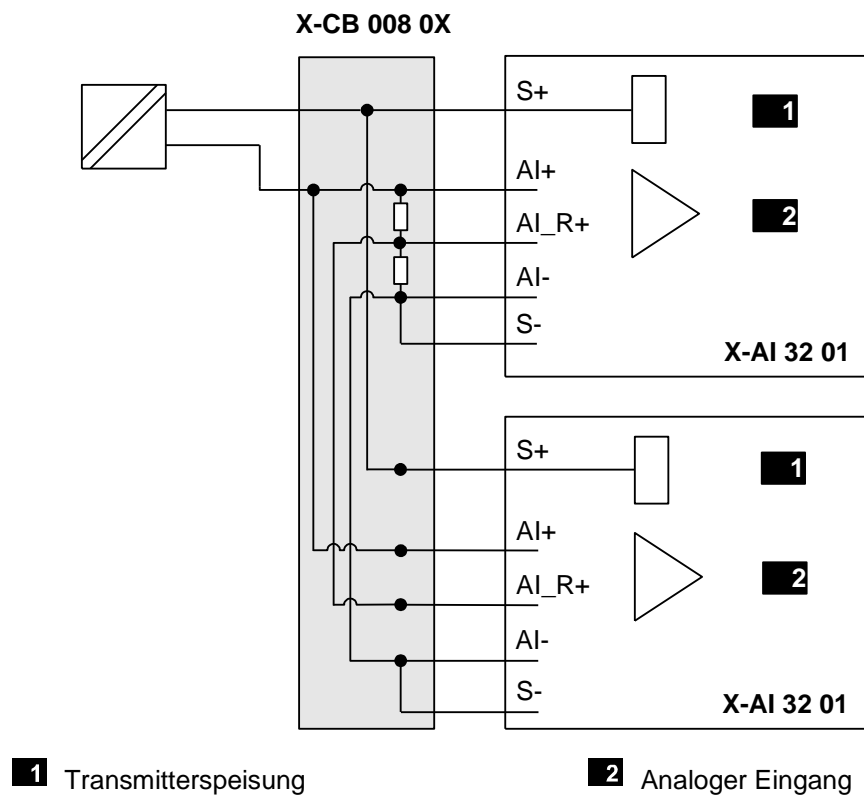 X-CB 008 0X
S+
1
AI+
AI_R+
2
AI-
S-
X-AI 32 01
S+
1
AI+
AI_R+
2
AI-
S-
X-AI 32 01
1 Transmitterspeisung
2 Analoger Eingang